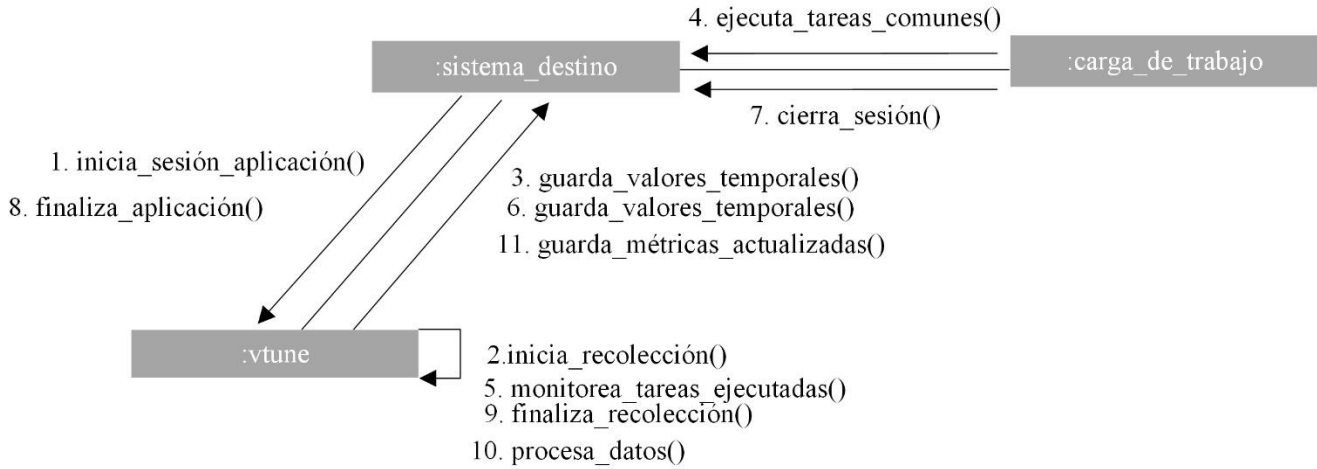 4. ejecuta_tareas_comunes()
:sistema_destino
:carga_de_trabajo
7. cierra_sesión()
1. inicia_sesión_aplicación()
8. finaliza_aplicación()
3. guarda_valores_temporales()
6. guarda_valores_temporales()
11. guarda_métricas_actualizadas()
:vtune
2.inicia_recolección()
5. monitorea_tareas_ejecutadas()
9. finaliza_recolección()
10. procesa_datos()